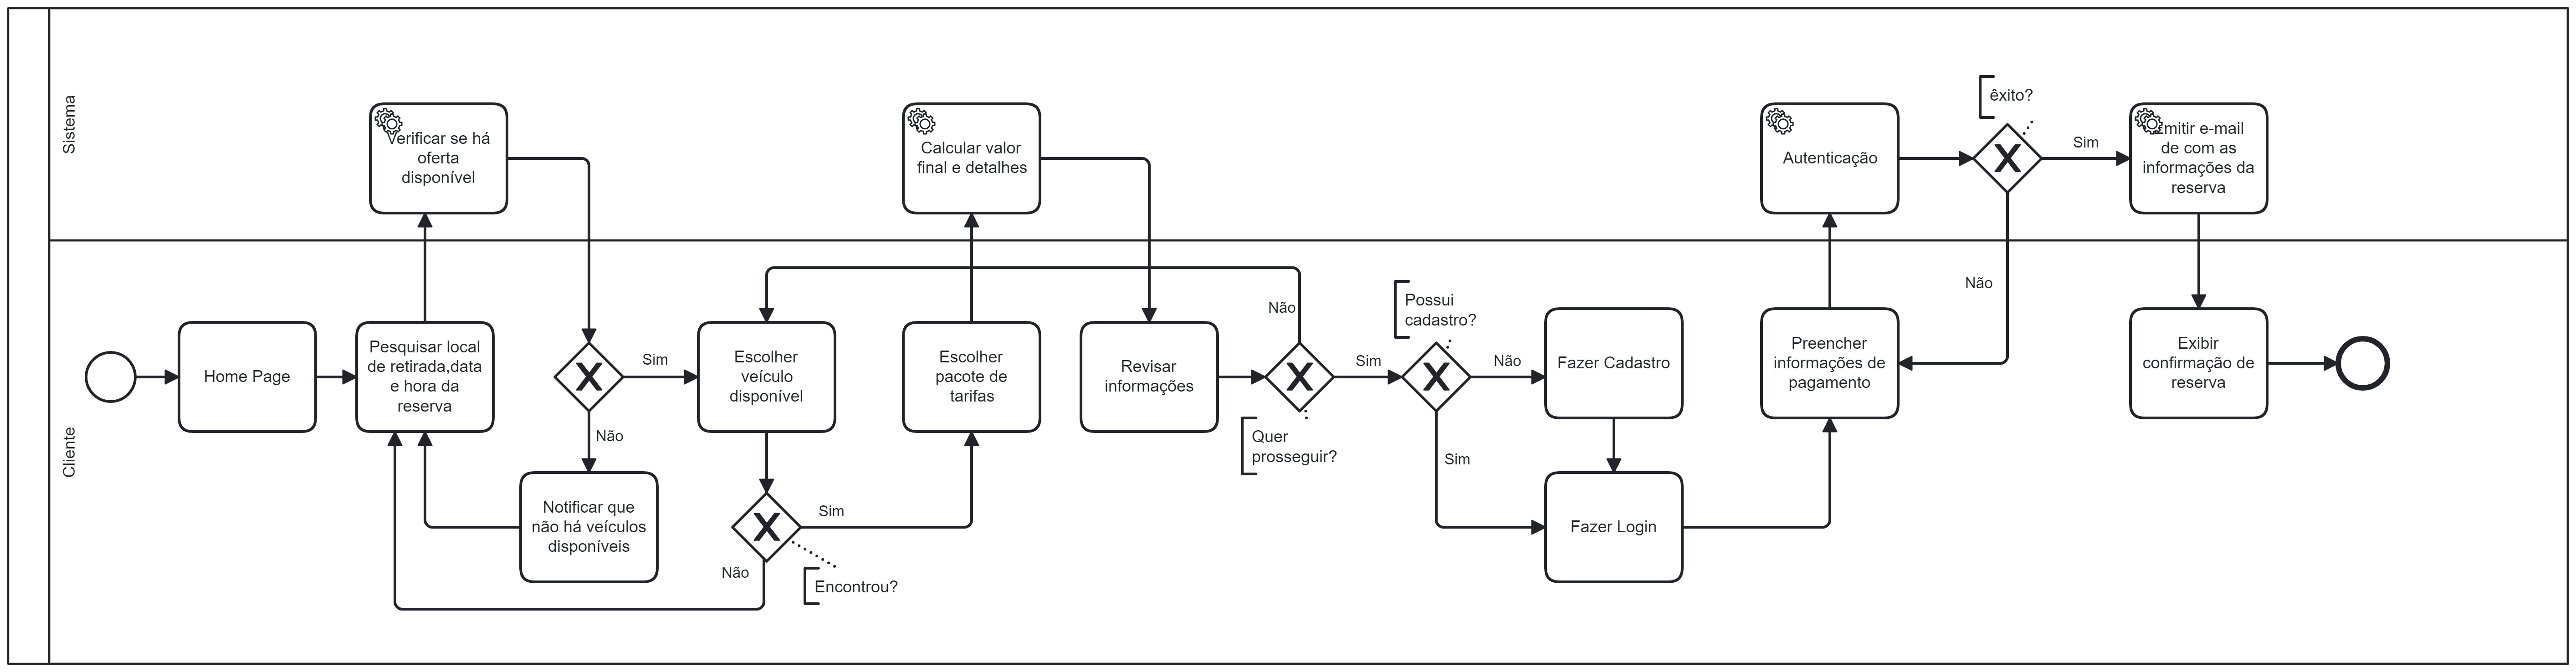 Sistema
Verificar se há
oferta
disponível
Calcular valor
final e detalhes
Autenticação
êxito?
Sim
Emitir e-mail
de com as
informações da
reserva
Não
Cliente
Home Page
Pesquisar local
de retirada,data
e hora da
reserva
Sim
Não
Notificar que
não há veículos
disponíveis
Escolher
veículo
disponível
Não
Encontrou?
Sim
Escolher
pacote de
tarifas
Revisar
informações
Não
Quer
prosseguir?
Sim
Possui
cadastro?
Não
Sim
Fazer Cadastro
Fazer Login
Preencher
informações de
pagamento
Exibir
confirmação de
reserva